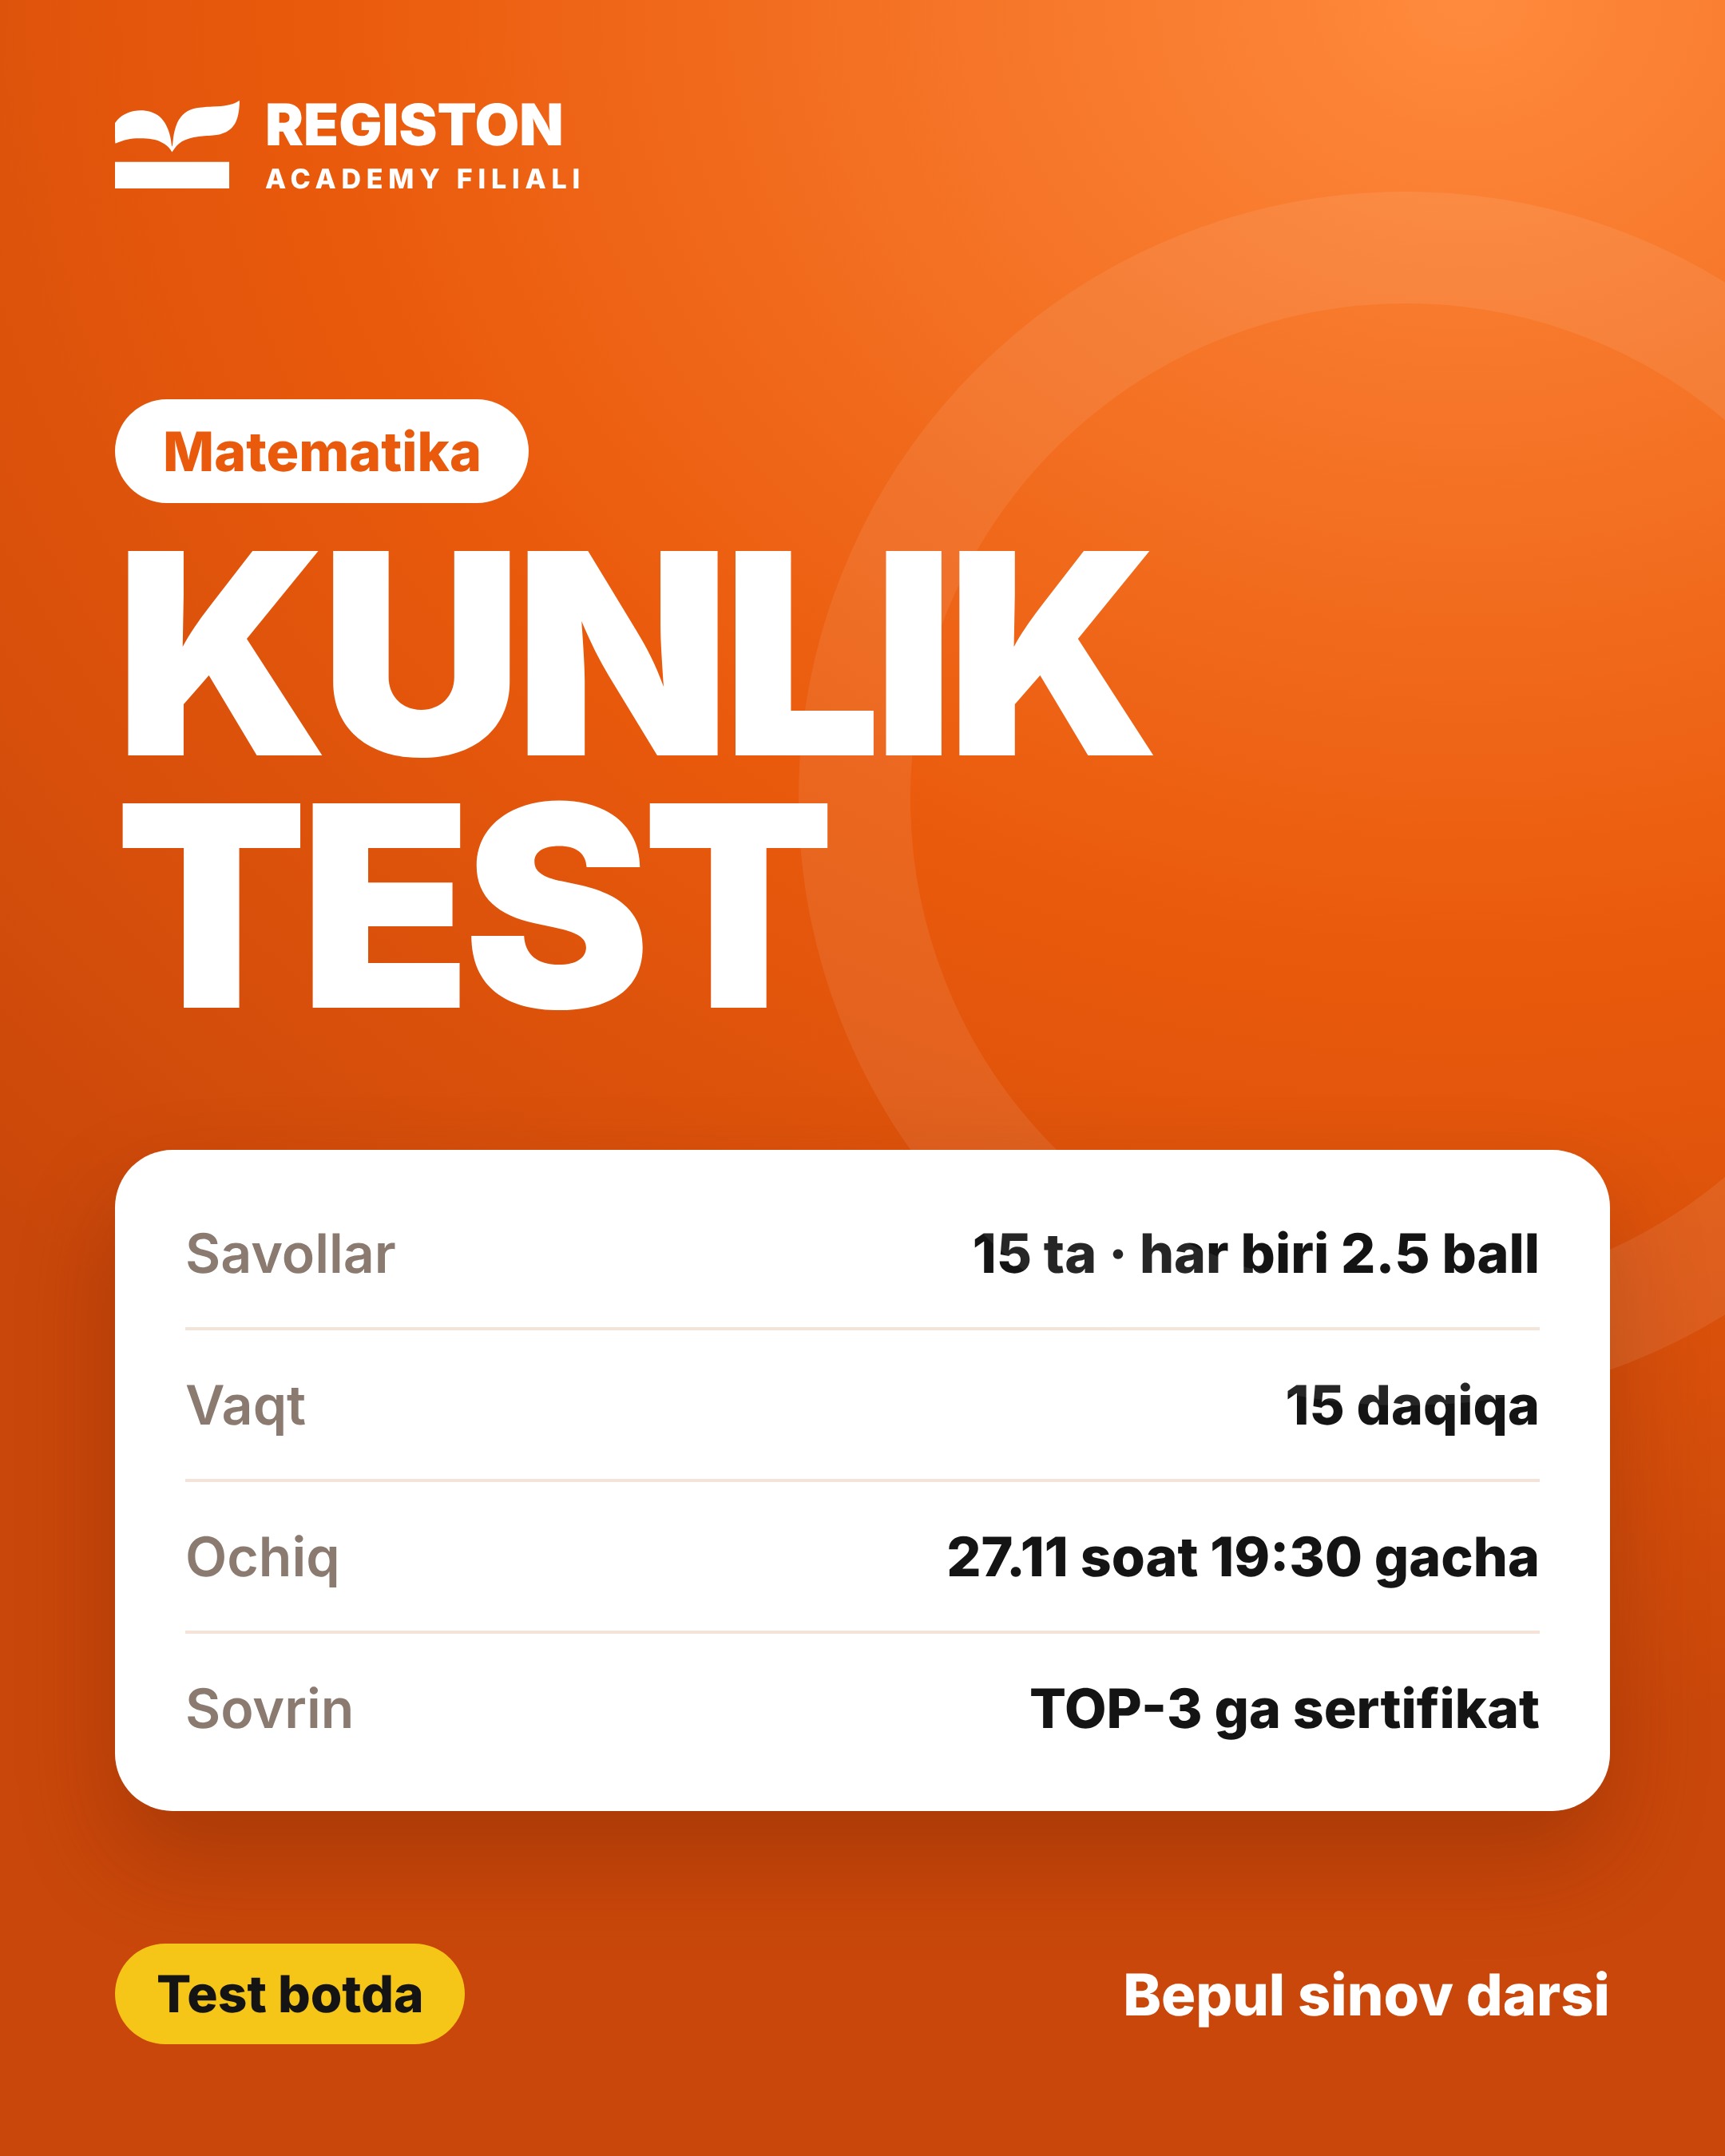 REGISTON
ACADEMY FILIALI
Matematika
KUNLIK
TEST
Savollar 15 ta · har biri 2.5 ball
Vaqt 15 daqiqa
Ochiq 27.11 soat 19:30 gacha
Sovrin TOP-3 ga sertifikat
Test botda Bepul sinov darsi